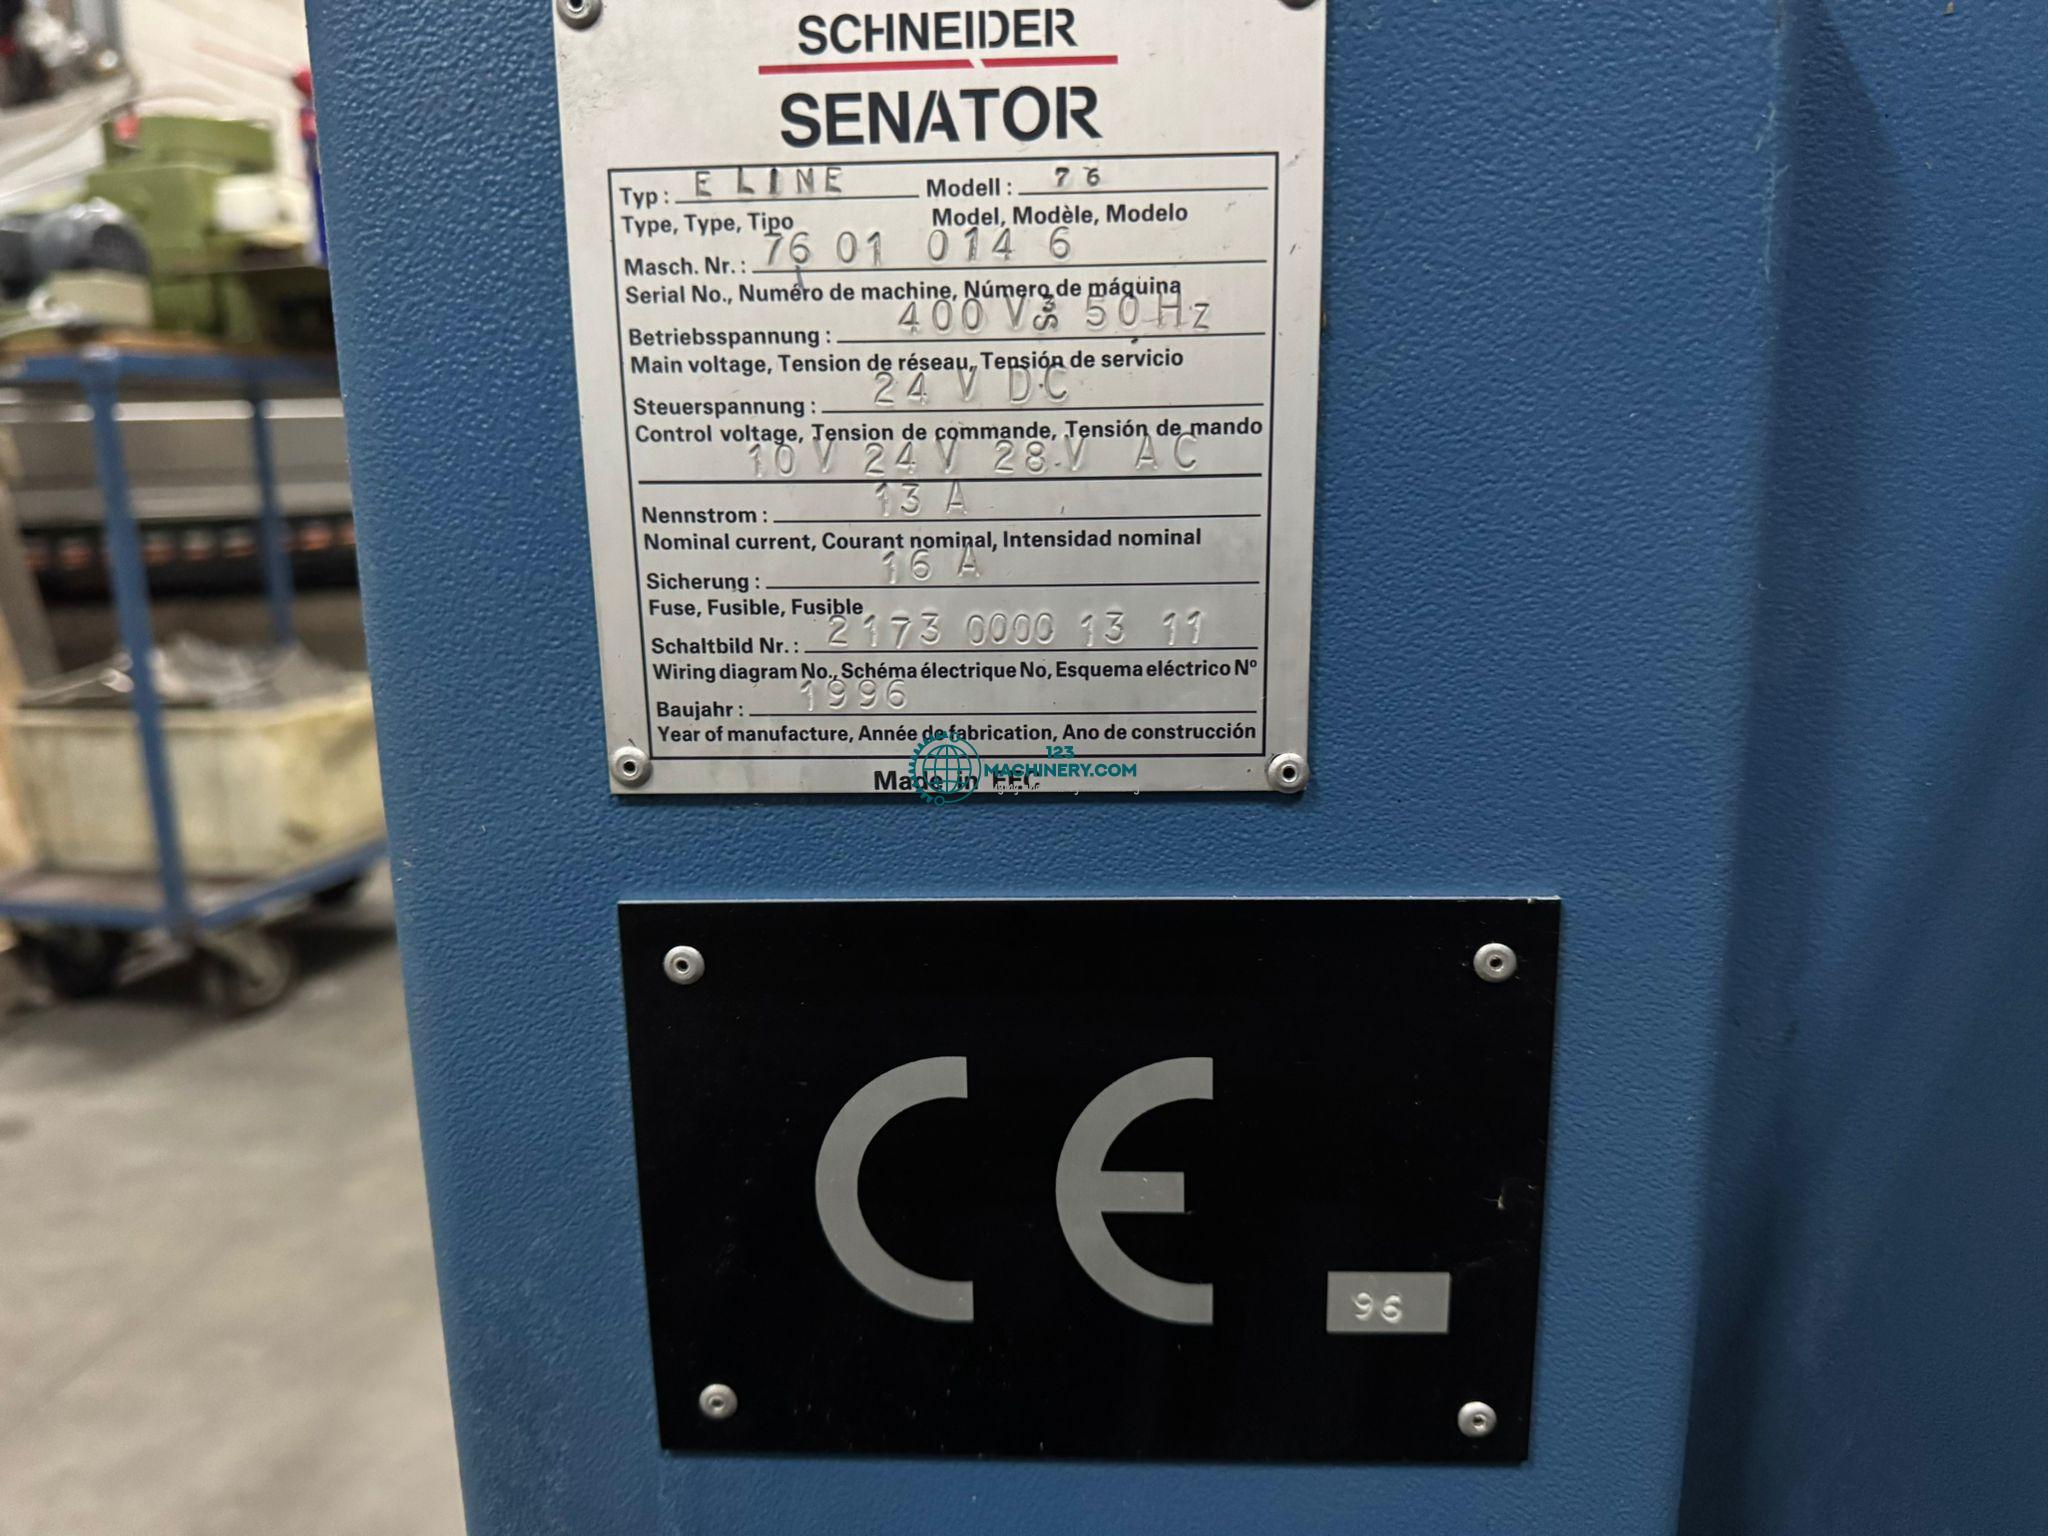 SCHNEIDER
SENATOR
Typ: E LINE Modell: 76
Type, Type, Tipo Model, Modèle, Modelo
Masch. Nr.: 76 01 014 6
Serial No., Numéro de machine, Número de máquina
Betriebsspannung: 400 V 50 Hz
Main voltage, Tension de réseau, Tensión de servicio
Steuerspannung: 24 V DC
Control voltage, Tension de commande, Tensión de mando
10 V 24 V 28 V AC
Nennstrom: 13 A
Nominal current, Courant nominal, Intensidad nominal
Sicherung: 16 A
Fuse, Fusible, Fusible
Schaltbild Nr.: 2173 0000 13 11
Wiring diagram No., Schéma électrique No, Esquema eléctrico Nº
Baujahr: 1996
Year of manufacture, Année de fabrication, Ano de construcción
Made in EEC
123
MACHINERY.COM
CE
96